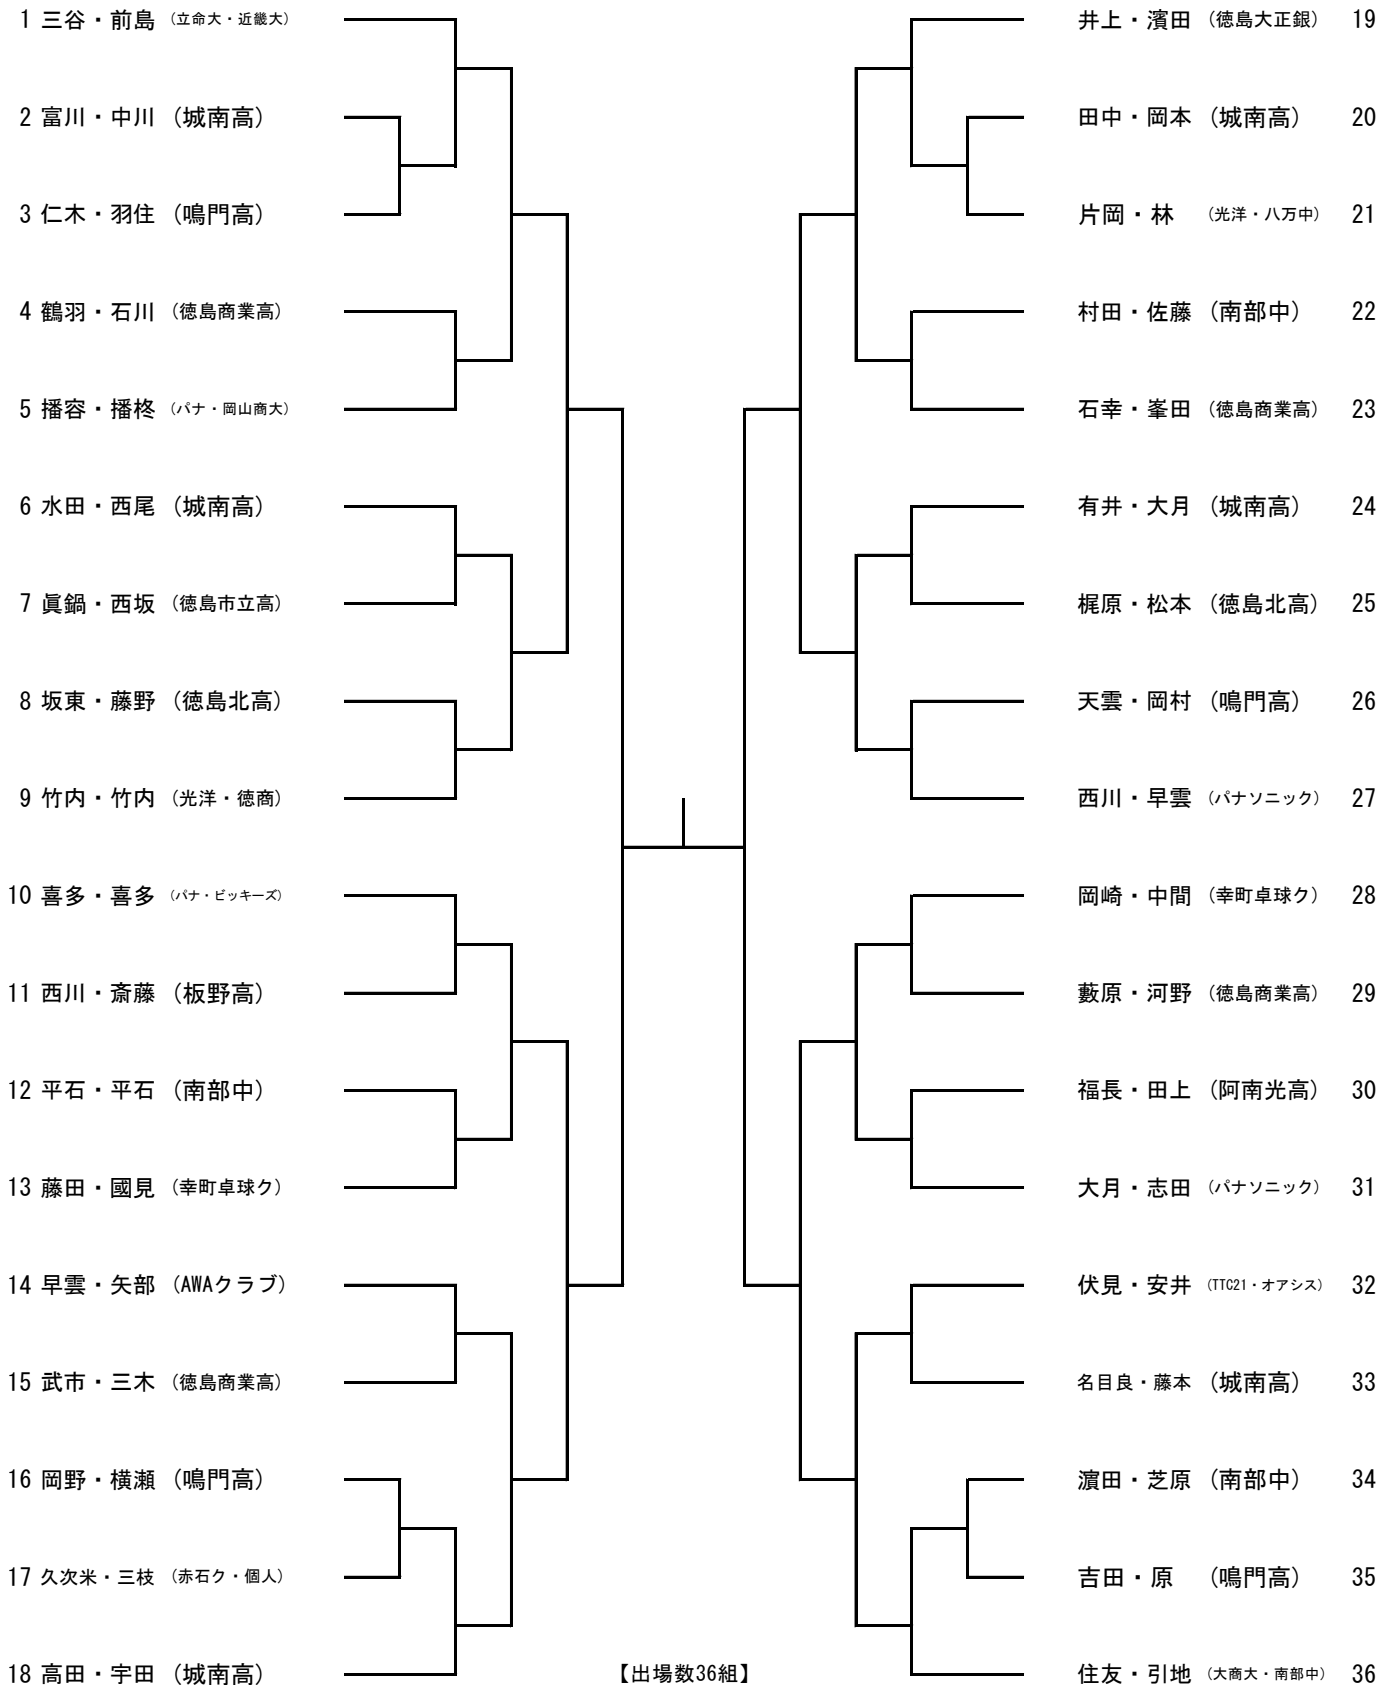 1 三谷・前島 (立命大・近畿大)
2 富川・中川 (城南高)
3 仁木・羽住 (鳴門高)
4 鶴羽・石川 (徳島商業高)
5 播容・播柊 (パナ・岡山商大)
6 水田・西尾 (城南高)
7 眞鍋・西坂 (徳島市立高)
8 坂東・藤野 (徳島北高)
9 竹内・竹内 (光洋・徳商)
10 喜多・喜多 (パナ・ビッキーズ)
11 西川・斎藤 (板野高)
12 平石・平石 (南部中)
13 藤田・國見 (幸町卓球ク)
14 早雲・矢部 (AWAクラブ)
15 武市・三木 (徳島商業高)
16 岡野・横瀬 (鳴門高)
17 久次米・三枝 (赤石ク・個人)
18 高田・宇田 (城南高)
井上・濱田 (徳島大正銀) 19
田中・岡本 (城南高) 20
片岡・林 (光洋・八万中) 21
村田・佐藤 (南部中) 22
石幸・峯田 (徳島商業高) 23
有井・大月 (城南高) 24
梶原・松本 (徳島北高) 25
天雲・岡村 (鳴門高) 26
西川・早雲 (パナソニック) 27
岡崎・中間 (幸町卓球ク) 28
藪原・河野 (徳島商業高) 29
福長・田上 (阿南光高) 30
大月・志田 (パナソニック) 31
伏見・安井 (TTC21・オアシス) 32
名目良・藤本 (城南高) 33
濵田・芝原 (南部中) 34
吉田・原 (鳴門高) 35
住友・引地 (大商大・南部中) 36
【出場数36組】